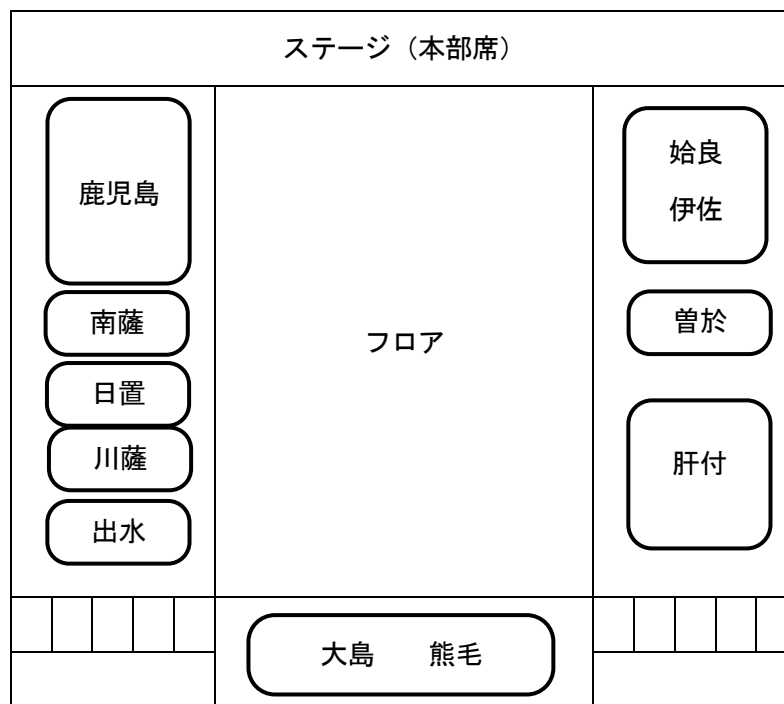 ステージ（本部席）
鹿児島
南薩
日置
川薩
出水
フロア
姶良
伊佐
曽於
肝付
大島　　熊毛